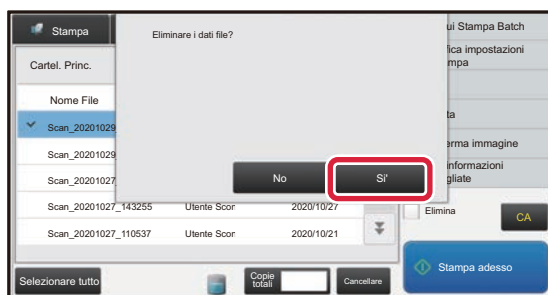 Stampa
Eliminare i dati file?
ui Stampa Batch
ica impostazioni
mpa
Cartel. Princ.
Nome File
ta
Scan_20201029
erma immagine
Scan_20201029
informazioni
gliate
Scan_20201027
No
Si'
Scan_20201027_143255 Utente Scor 2020/10/27
Elimina
CA
Scan_20201027_110537 Utente Scor 2020/10/21
Stampa adesso
Selezionare tutto
Copie
totali
Cancellare